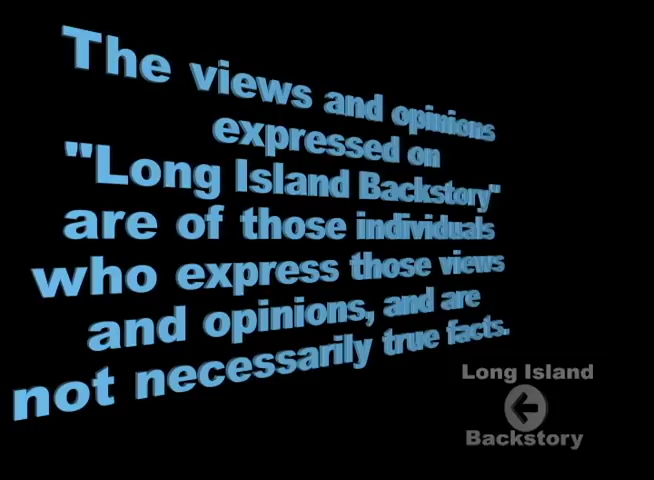 The views and opinions
expressed on
"Long Island Backstory"
are of those individuals
who express those views
and opinions, and are
not necessarily true facts.
Long Island
Backstory